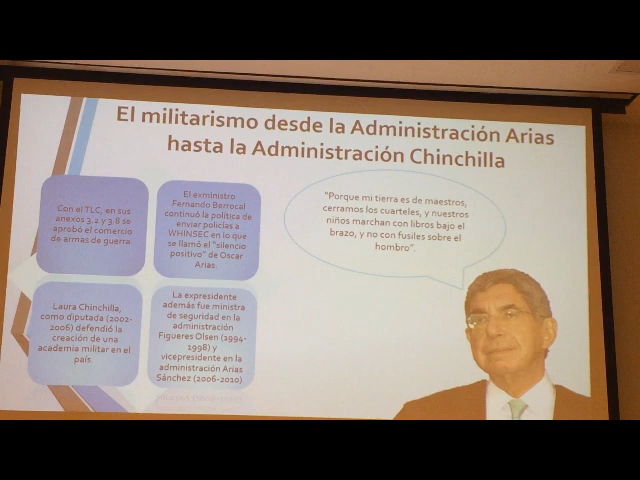 El militarismo desde la Administración Arias
hasta la Administración Chinchilla
Con el TLC, en sus
anexos 3.2 y 3.8 se
aprobó el comercio
de armas de guerra
El exministro
Fernando Berrocal
continuó la política de
enviar policías a
WHINSEC en lo que
se llamó el "silencio
positivo" de Oscar
Arias.
"Porque mi tierra es de maestros,
cerramos los cuarteles, y nuestros
niños marchan con libros bajo el
brazo, y no con fusiles sobre el
hombro".
Laura Chinchilla,
como diputada (2002-
2006) defendió la
creación de una
academia militar en el
país.
La expresidente
además fue ministra
de seguridad en la
administración
Figueres Olsen (1994-
1998) y
vicepresidente en la
administración Arias
Sánchez (2006-2010)